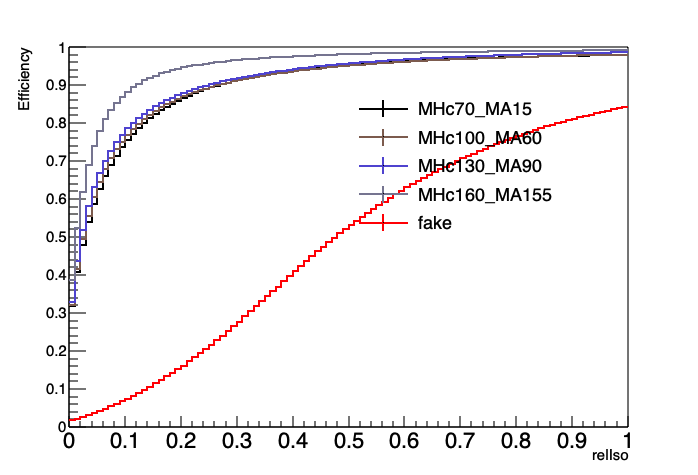 Efficiency
1
0.9
0.8
0.7
0.6
0.5
0.4
0.3
0.2
0.1
0
MHc70_MA15
MHc100_MA60
MHc130_MA90
MHc160_MA155
fake
0 0.1 0.2 0.3 0.4 0.5 0.6 0.7 0.8 0.9 1
relIso